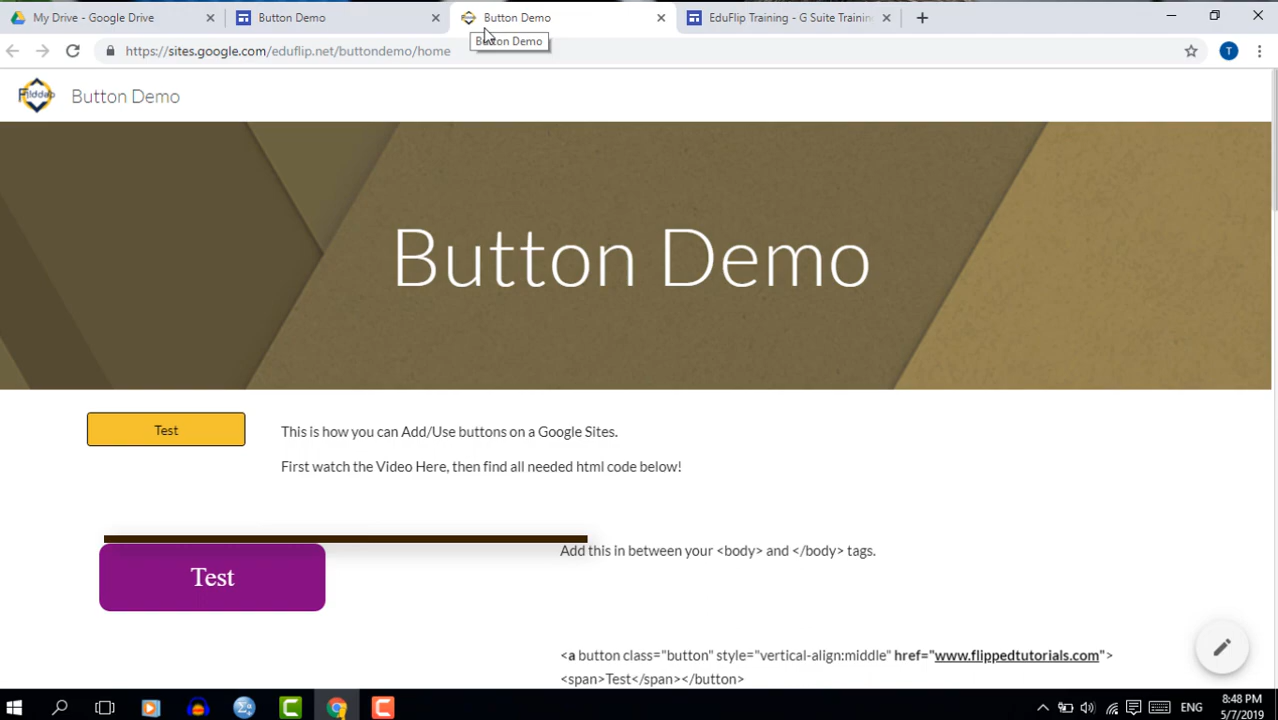 My Drive - Google Drive
Button Demo
Button Demo
EduFlip Training - G Suite Trainin
https://sites.google.com/eduflip.net/buttondemo/home
T
Button Demo
Button Demo
Button Demo
Test
This is how you can Add/Use buttons on a Google Sites.
First watch the Video Here, then find all needed html code below!
Test
Add this in between your <body> and </body> tags.
<a button class="button" style="vertical-align:middle" href="www.flippedtutorials.com">
<span>Test</span></button>
ENG
8:48 PM
5/7/2019